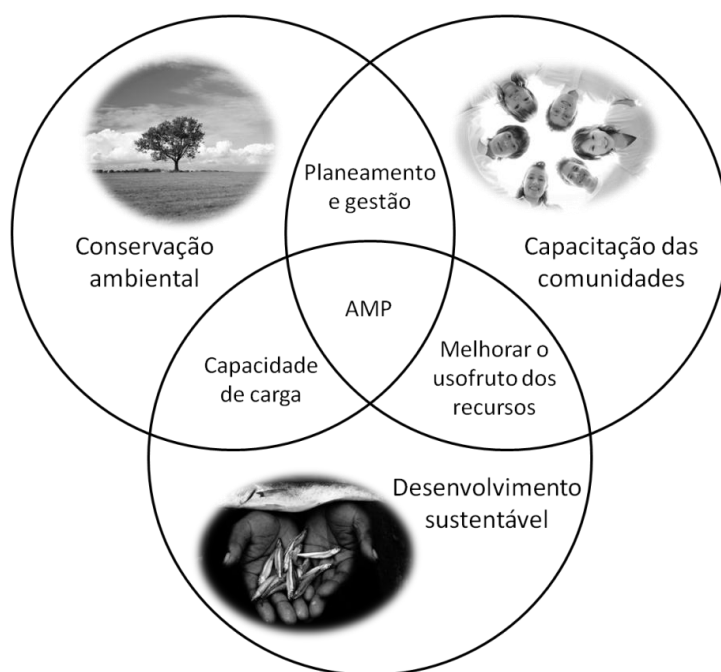 Planeamento
e gestão
Conservação
ambiental
Capacitação das
comunidades
AMP
Capacidade
de carga
Melhorar o
usofruto dos
recursos
Desenvolvimento
sustentável